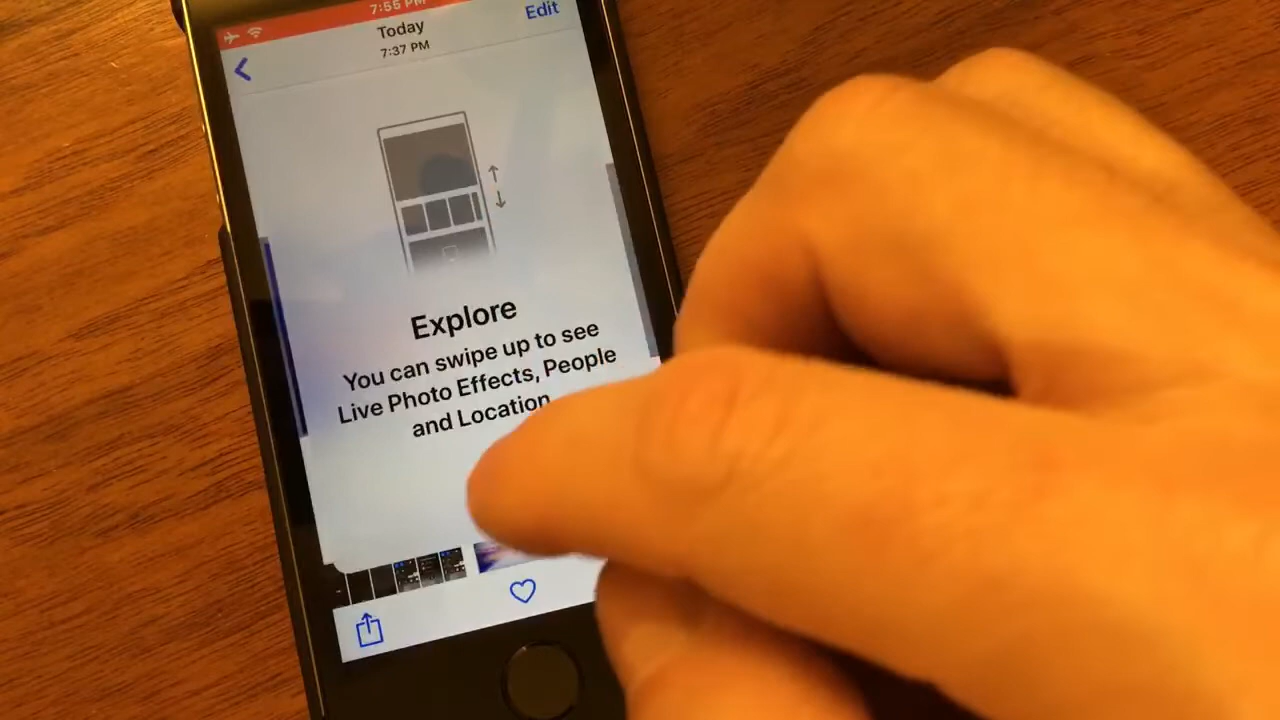 7:55 PM
Today
Edit
7:37 PM
Explore
You can swipe up to see
Live Photo Effects, People
and Location